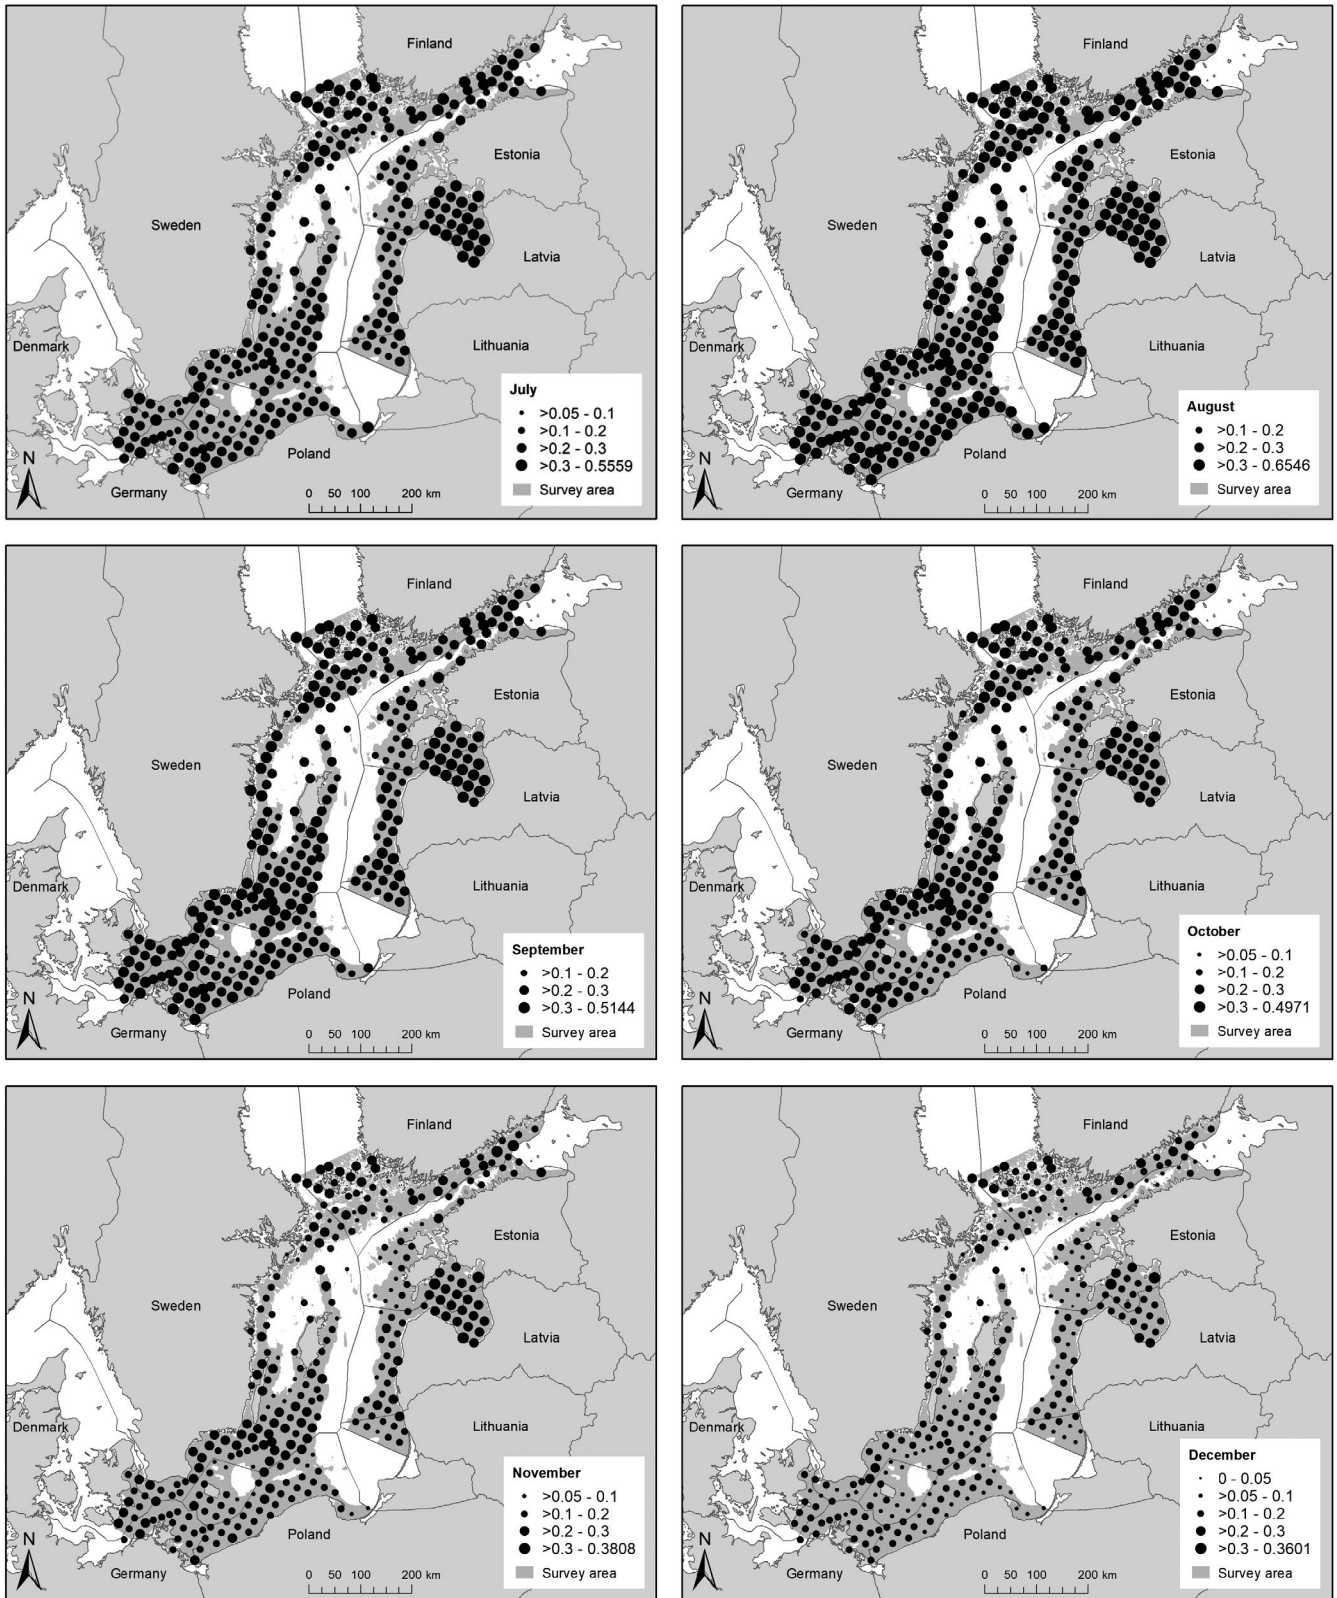 Finland
Estonia
Sweden
Latvia
Denmark
Lithuania
July
>0.05 - 0.1
>0.1 - 0.2
>0.2 - 0.3
>0.3 - 0.5559
Survey area
Poland
N
Germany
0 50 100 200 km
Finland
Estonia
Sweden
Latvia
Denmark
Lithuania
August
>0.1 - 0.2
>0.2 - 0.3
>0.3 - 0.6546
Survey area
Poland
N
Germany
0 50 100 200 km
Finland
Estonia
Sweden
Latvia
Denmark
Lithuania
September
>0.1 - 0.2
>0.2 - 0.3
>0.3 - 0.5144
Survey area
Poland
N
Germany
0 50 100 200 km
Finland
Estonia
Sweden
Latvia
Denmark
Lithuania
October
>0.05 - 0.1
>0.1 - 0.2
>0.2 - 0.3
>0.3 - 0.4971
Survey area
Poland
N
Germany
0 50 100 200 km
Finland
Estonia
Sweden
Latvia
Denmark
Lithuania
November
>0.05 - 0.1
>0.1 - 0.2
>0.2 - 0.3
>0.3 - 0.3808
Survey area
Poland
N
Germany
0 50 100 200 km
Finland
Estonia
Sweden
Latvia
Denmark
Lithuania
December
0 - 0.05
>0.05 - 0.1
>0.1 - 0.2
>0.2 - 0.3
>0.3 - 0.3601
Survey area
Poland
N
Germany
0 50 100 200 km